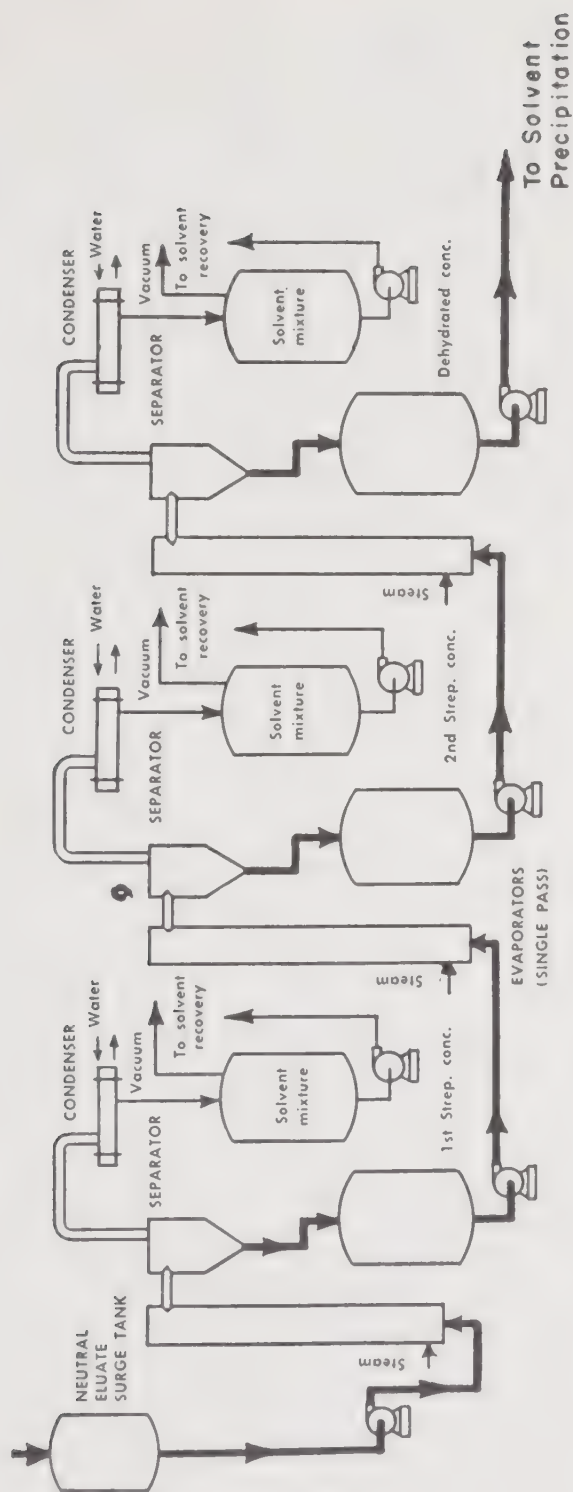 NEUTRAL
ELUATE
SURGE TANK
Steam
CONDENSER
Water
Vacuum
SEPARATOR
To solvent
recovery
Solvent
mixture
1st Strep. conc.
Steam
CONDENSER
Water
Vacuum
SEPARATOR
To solvent
recovery
Solvent
mixture
2nd Strep. conc.
EVAPORATORS
(SINGLE PASS)
Steam
CONDENSER
Water
Vacuum
SEPARATOR
To solvent
recovery
Solvent
mixture
Dehydrated conc.
To Solvent
Precipitation